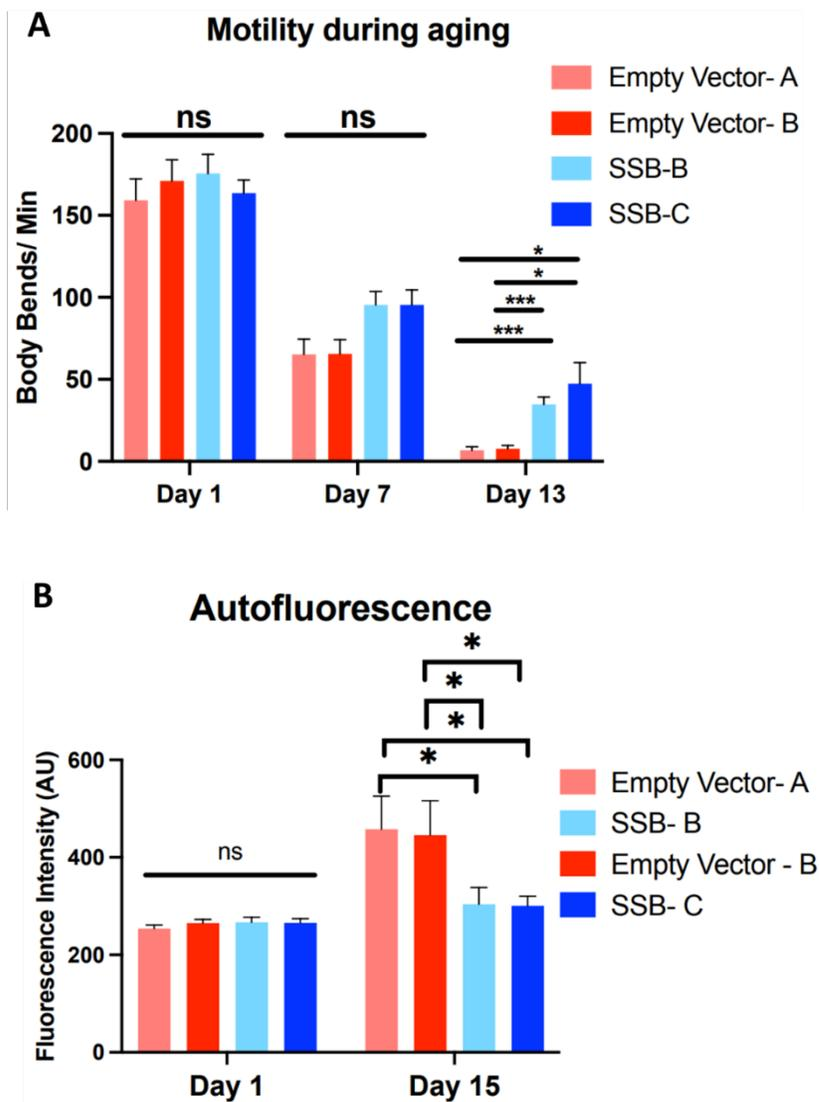 A
Motility during aging
Empty Vector- A
Empty Vector- B
SSB-B
SSB-C
Body Bends/ Min
200
150
100
50
0
ns
ns
*
*
***
***
Day 1
Day 7
Day 13
B
Autofluorescence
*
*
*
*
Fluorescence Intensity (AU)
600
400
200
0
ns
Empty Vector- A
SSB- B
Empty Vector - B
SSB- C
Day 1
Day 15